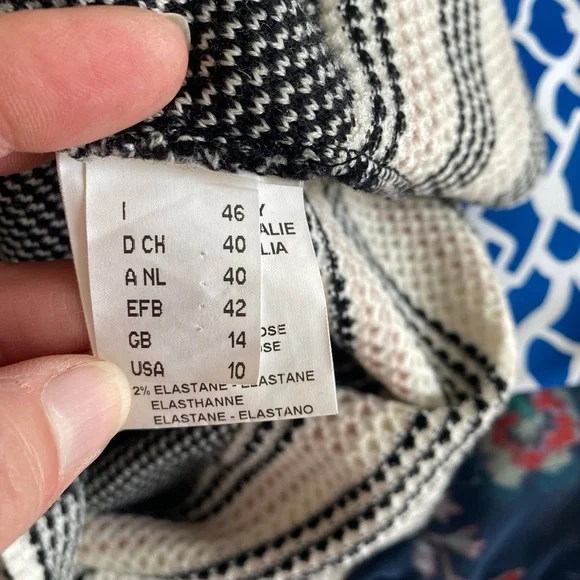 I 46
D CH 40
A NL 40
EFB 42
GB 14
USA 10
2% ELASTANE - ELASTANE
ELASTHANNE
ELASTANE - ELASTANO